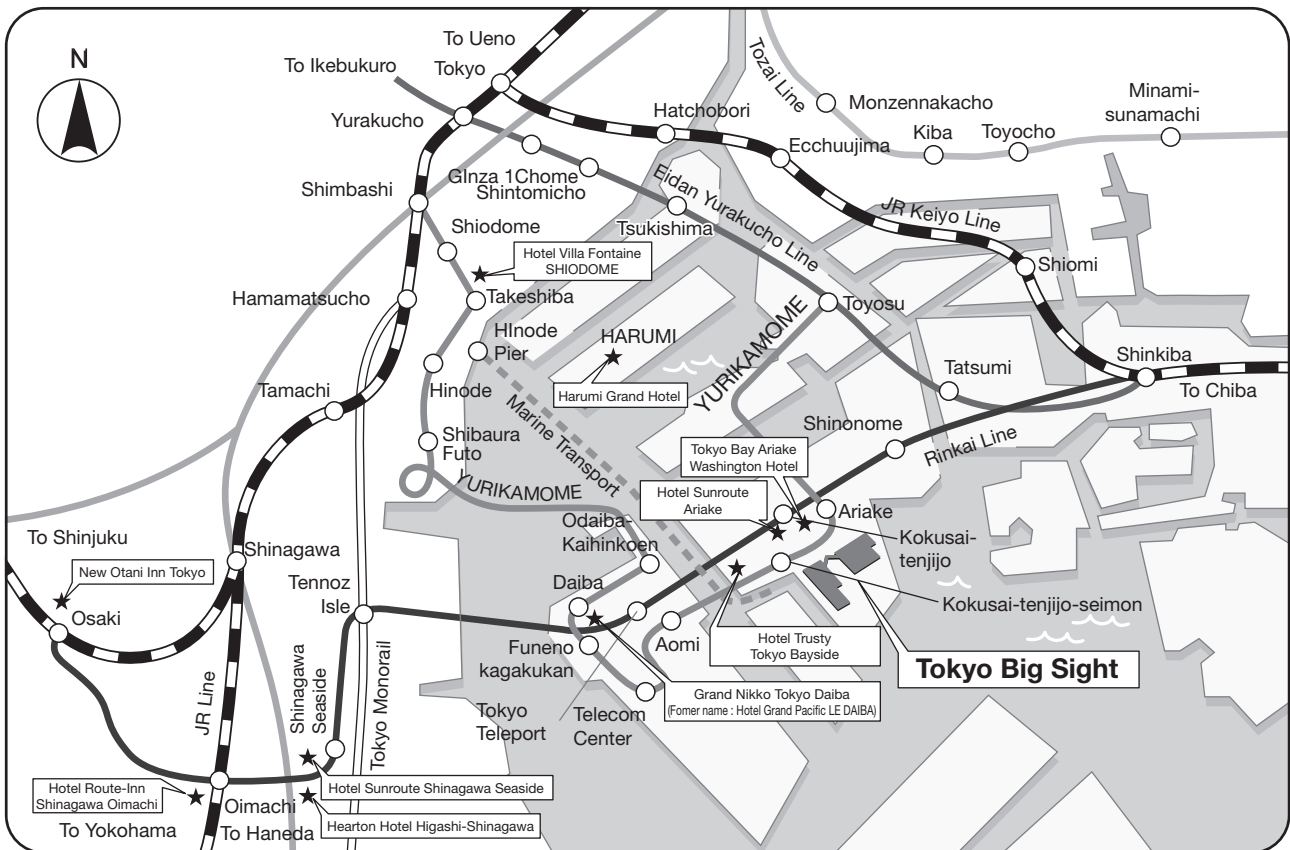 N
To Ueno
To Ikebukuro
Tokyo
Yurakucho
Hatchobori
Tozai Line
Monzennakacho
Minami-
sunamachi
Kiba
Toyocho
Ecchuujima
GInza 1Chome
Shintomicho
Shimbashi
Eidan Yurakucho Line
JR Keiyo Line
Tsukishima
Shiodome
Hotel Villa Fontaine
SHIODOME
Shiomi
Hamamatsucho
Takeshiba
Toyosu
HInode
Pier
HARUMI
YURIKAMOME
Shinkiba
Tatsumi
To Chiba
Tamachi
Hinode
Harumi Grand Hotel
Marine Transport
Shinonome
Rinkai Line
Shibaura
Futo
Tokyo Bay Ariake
Washington Hotel
YURIKAMOME
Hotel Sunroute
Ariake
Ariake
Odaiba-
Kaihinkoen
Kokusai-
tenjijo
To Shinjuku
Shinagawa
New Otani Inn Tokyo
Tennoz
Isle
Daiba
Kokusai-tenjijo-seimon
Osaki
Funeno
kagakukan
Aomi
Hotel Trusty
Tokyo Bayside
Tokyo Big Sight
JR Line
Shinagawa
Seaside
Tokyo Monorail
Grand Nikko Tokyo Daiba
(Fomer name : Hotel Grand Pacific LE DAIBA)
Tokyo
Teleport
Telecom
Center
Hotel Route-Inn
Shinagawa Oimachi
Hotel Sunroute Shinagawa Seaside
Oimachi
Hearton Hotel Higashi-Shinagawa
To Yokohama
To Haneda